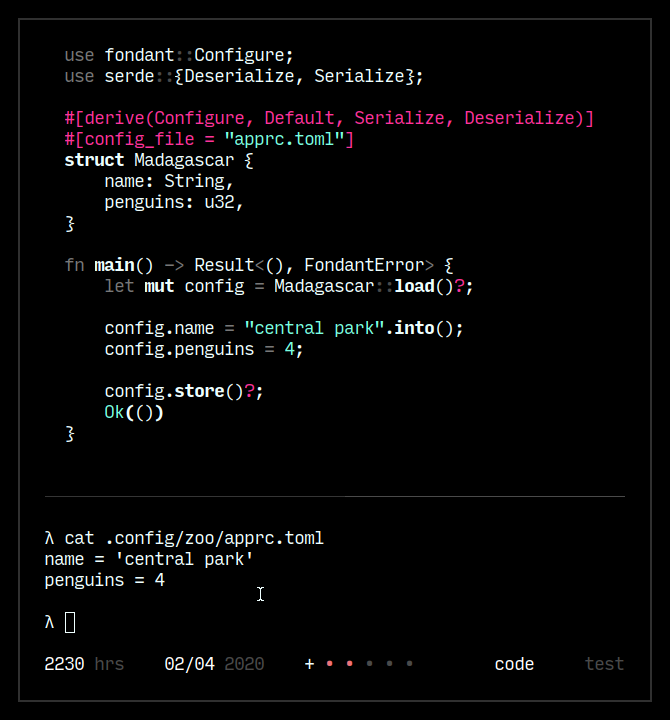 use fondant::Configure;
use serde::{Deserialize, Serialize};

#[derive(Configure, Default, Serialize, Deserialize)]
#[config_file = "apprc.toml"]
struct Madagascar {
    name: String,
    penguins: u32,
}

fn main() -> Result<(), FondantError> {
    let mut config = Madagascar::load()?;

    config.name = "central park".into();
    config.penguins = 4;

    config.store()?;
    Ok(())
}

λ cat .config/zoo/apprc.toml
name = 'central park'
penguins = 4

λ
2230 hrs 02/04 2020 + • • • • • code test